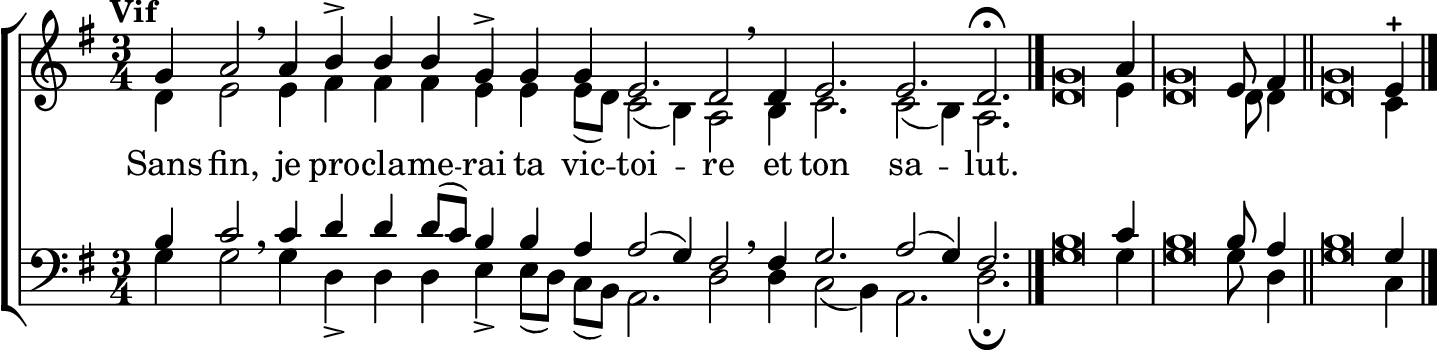 Vif
Sans fin, je proclame -- rai ta vic -- toi -- re et ton sa -- lut.